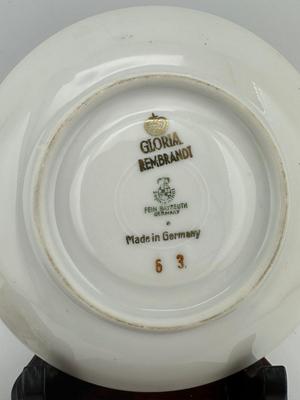 GLORIA
REMBRANDT
FEIN BAYREUTH
GERMANY
Made in Germany
6 3